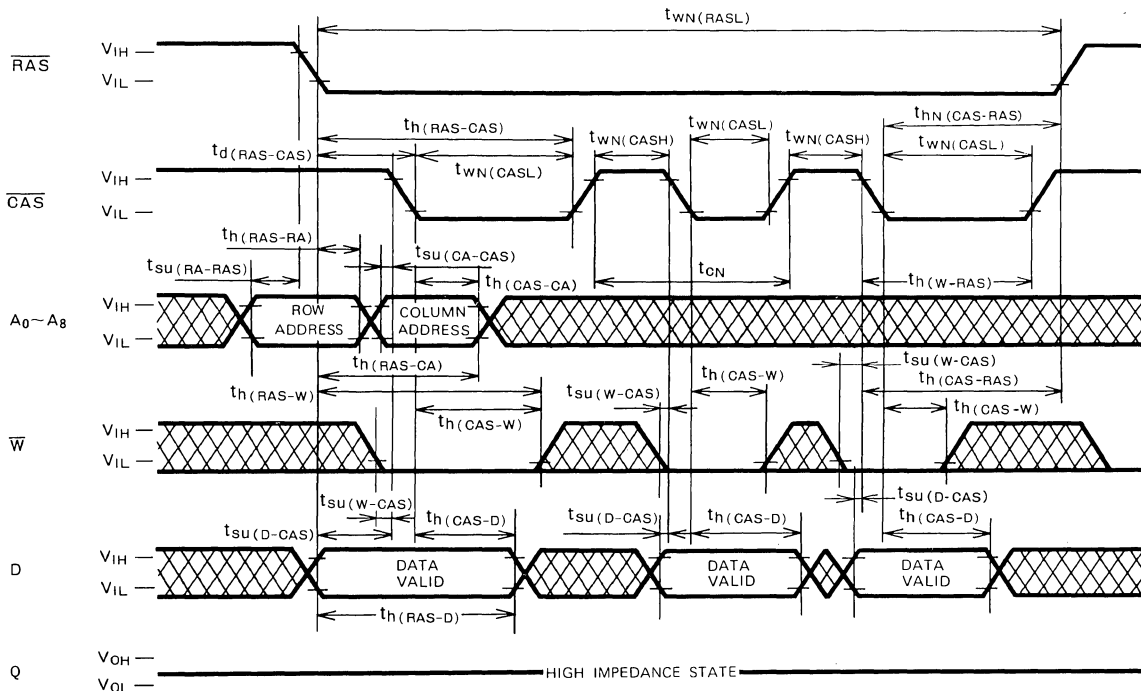 tWN(RASL)
RAS
VIH
VIL
th(RAS-CAS)
tWN(CASL)
thN(CAS-RAS)
td(RAS-CAS)
tWN(CASH)
tWN(CASH)
tWN(CASL)
tWN(CASL)
CAS
VIH
VIL
th(RAS-RA)
tsu(CA-CAS)
tsu(RA-RAS)
tCN
th(CAS-CA)
th(W-RAS)
A0~A8
VIH
VIL
ROW ADDRESS
COLUMN ADDRESS
tsu(W-CAS)
th(RAS-CA)
th(RAS-W)
tsu(W-CAS)
th(CAS-W)
th(CAS-RAS)
th(CAS-W)
th(CAS-W)
W
VIH
VIL
tsu(W-CAS)
tsu(D-CAS)
tsu(D-CAS)
th(CAS-D)
tsu(D-CAS)
th(CAS-D)
th(CAS-D)
D
VIH
VIL
DATA VALID
DATA VALID
DATA VALID
th(RAS-D)
Q
VOH
VOL
HIGH IMPEDANCE STATE